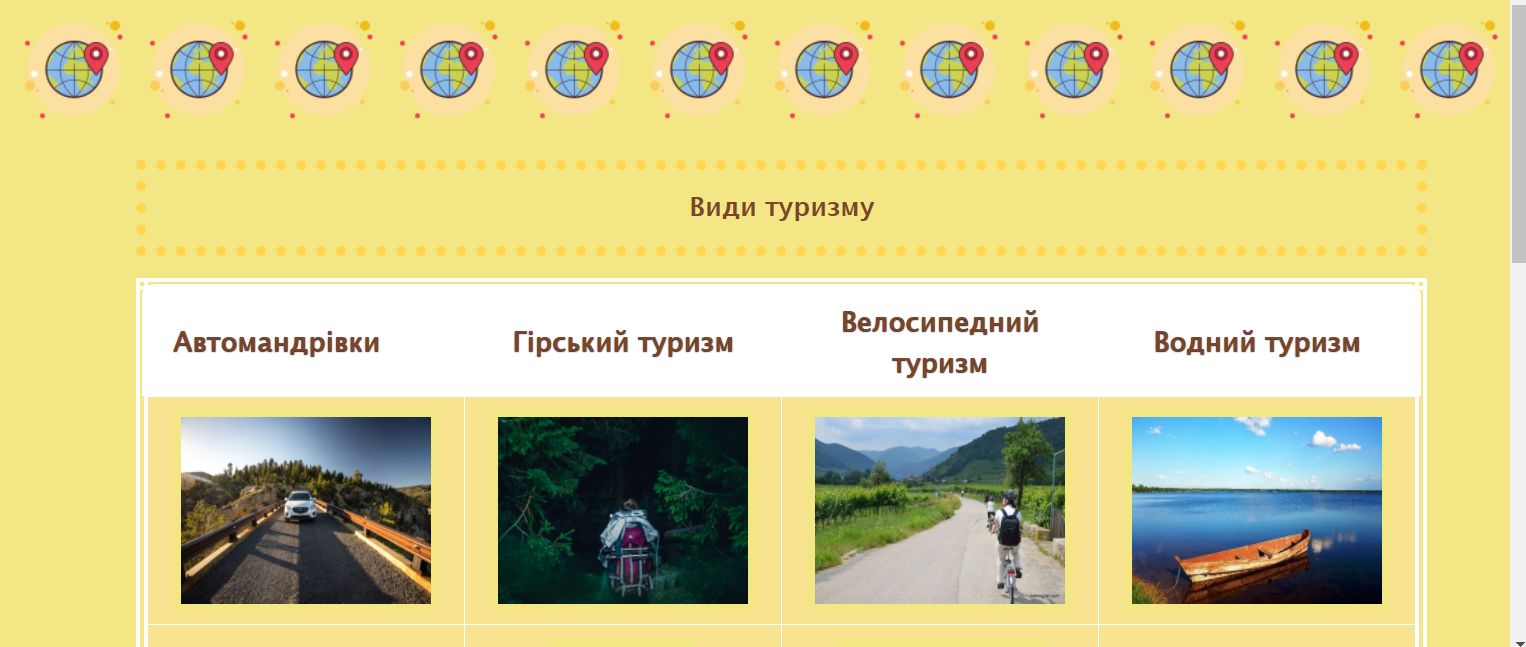 Види туризму
Автомандрівки
Гірський туризм
Велосипедний
туризм
Водний туризм